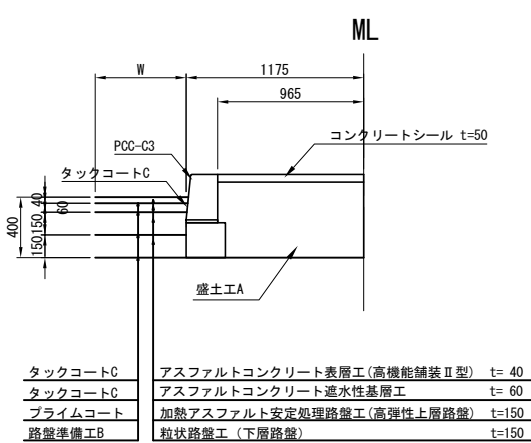 ML
W
1175
965
コンクリートシール t=50
PCC-C3
タックコートC
400
40
60
150
150
盛土工A
タックコートC アスファルトコンクリート表層工(高機能舗装Ⅱ型) t= 40
タックコートC アスファルトコンクリート遮水性基層工 t= 60
プライムコート 加熱アスファルト安定処理路盤工(高弾性上層路盤) t=150
路盤準備工B 粒状路盤工 (下層路盤) t=150